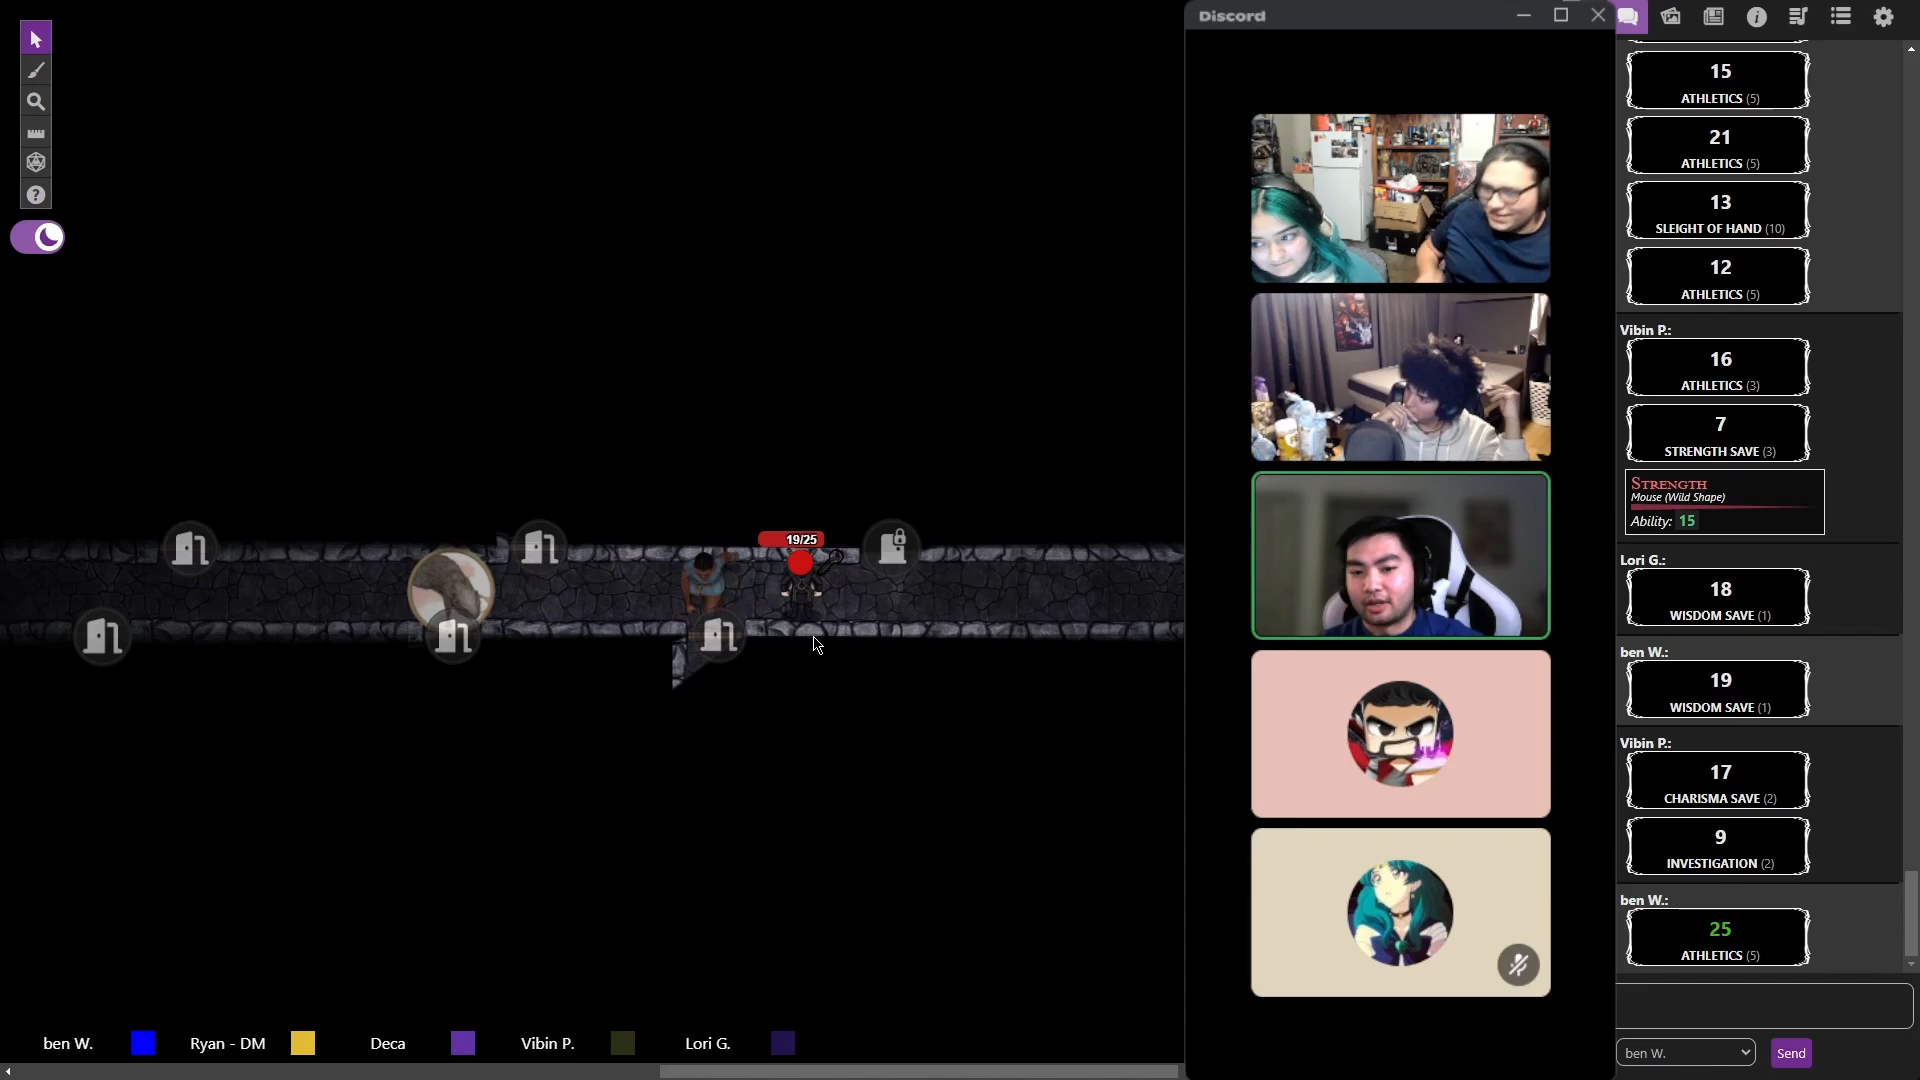 Discord
15
ATHLETICS (5)
21
ATHLETICS (5)
13
SLEIGHT OF HAND (10)
12
ATHLETICS (5)
Vibin P.:
16
ATHLETICS (3)
7
STRENGTH SAVE (3)
STRENGTH
Mouse (Wild Shape)
Ability: 15
Lori G.:
18
WISDOM SAVE (1)
ben W.:
19
WISDOM SAVE (1)
Vibin P.:
17
CHARISMA SAVE (2)
9
INVESTIGATION (2)
ben W.:
25
ATHLETICS (5)
19/25
ben W.
Ryan - DM
Deca
Vibin P.
Lori G.
ben W.
Send